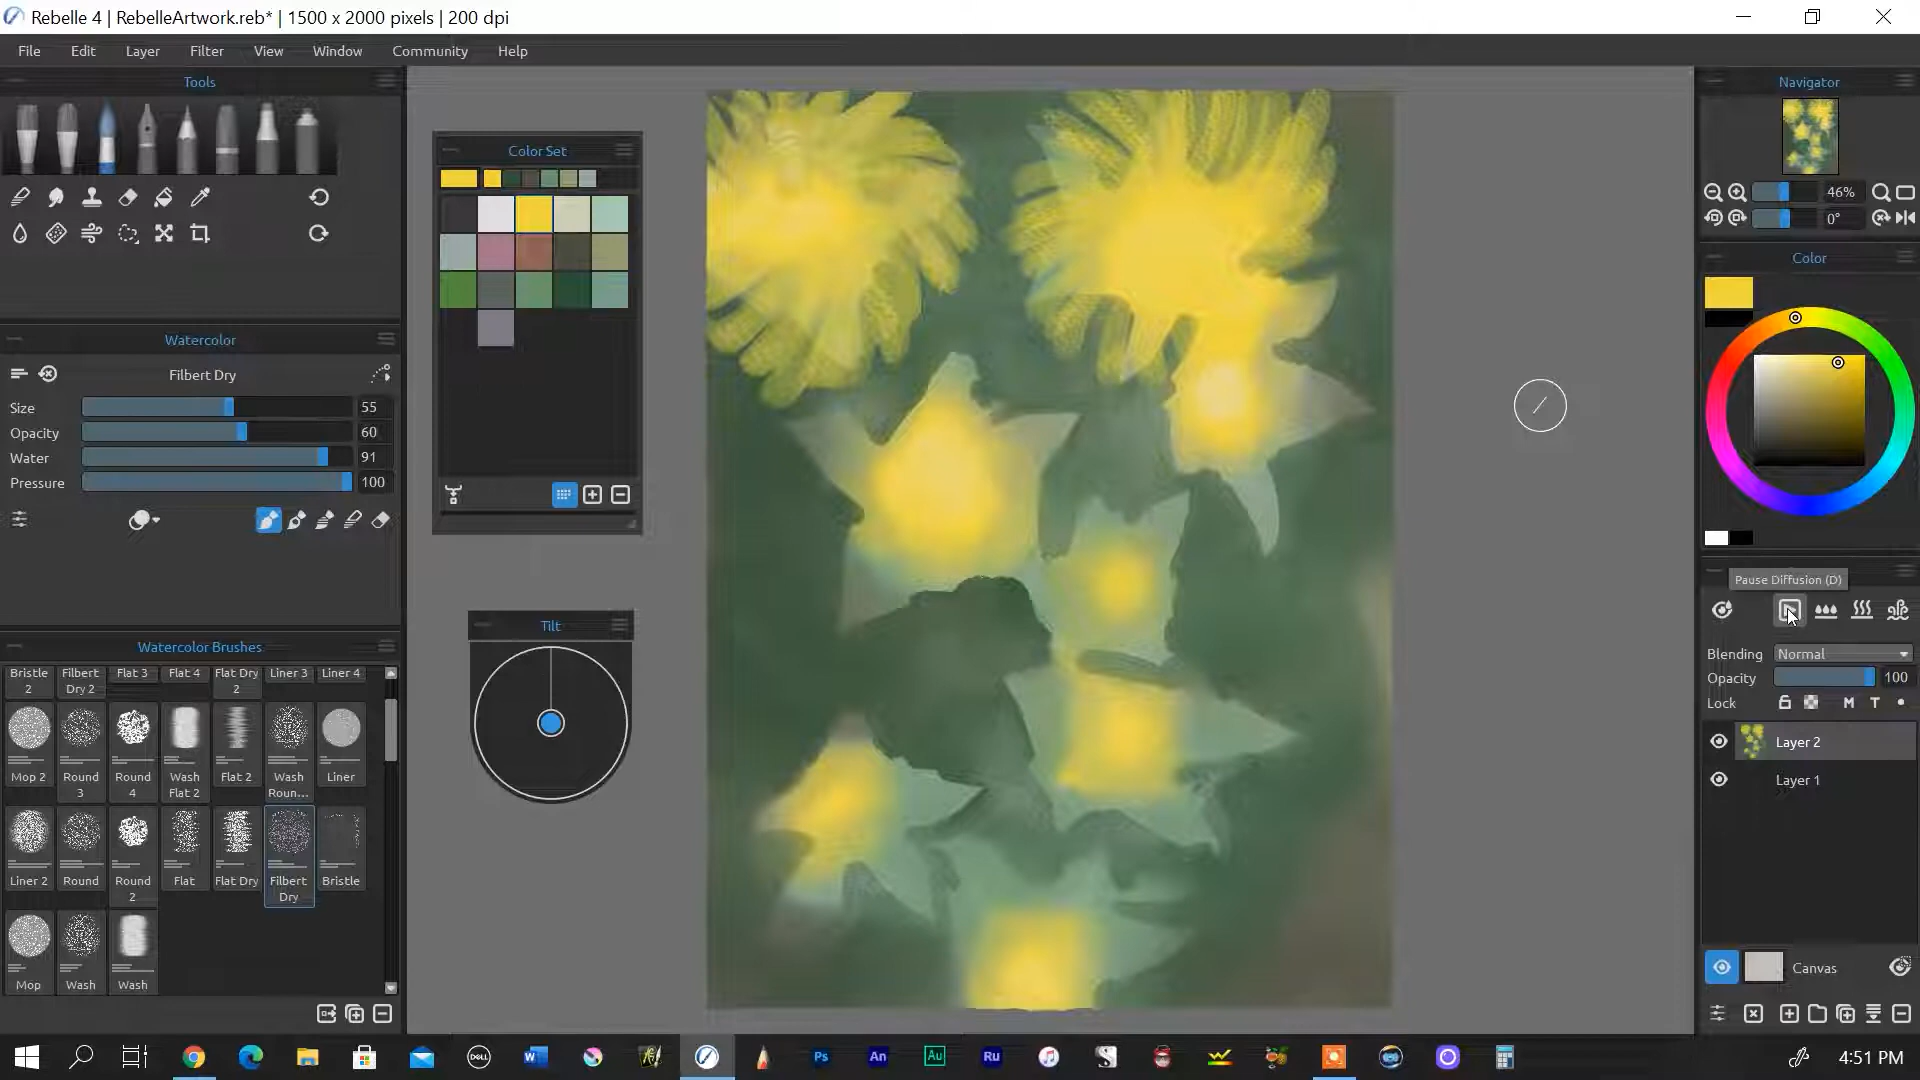 Rebelle 4 | RebelleArtwork.reb* | 1500 x 2000 pixels | 200 dpi
File Edit Layer Filter View Window Community Help
Tools
Watercolor
Filbert Dry
Size 55
Opacity 60
Water 91
Pressure 100
Watercolor Brushes
Bristle 2
Filbert Dry 2
Flat 3
Flat 4
Flat Dry 2
Liner 3
Liner 4
Mop 2
Round 3
Round 4
Wash Flat 2
Flat 2
Wash Roun...
Liner
Liner 2
Round
Round 2
Flat
Flat Dry
Filbert Dry
Bristle
Mop
Wash
Wash
Color Set
Tilt
Navigator
46%
0°
Color
Pause Diffusion (D)
Blending Normal
Opacity 100
Lock M T
Layer 2
Layer 1
Canvas
DELL
W
Ps
An
Au
Ru
S
4:51 PM